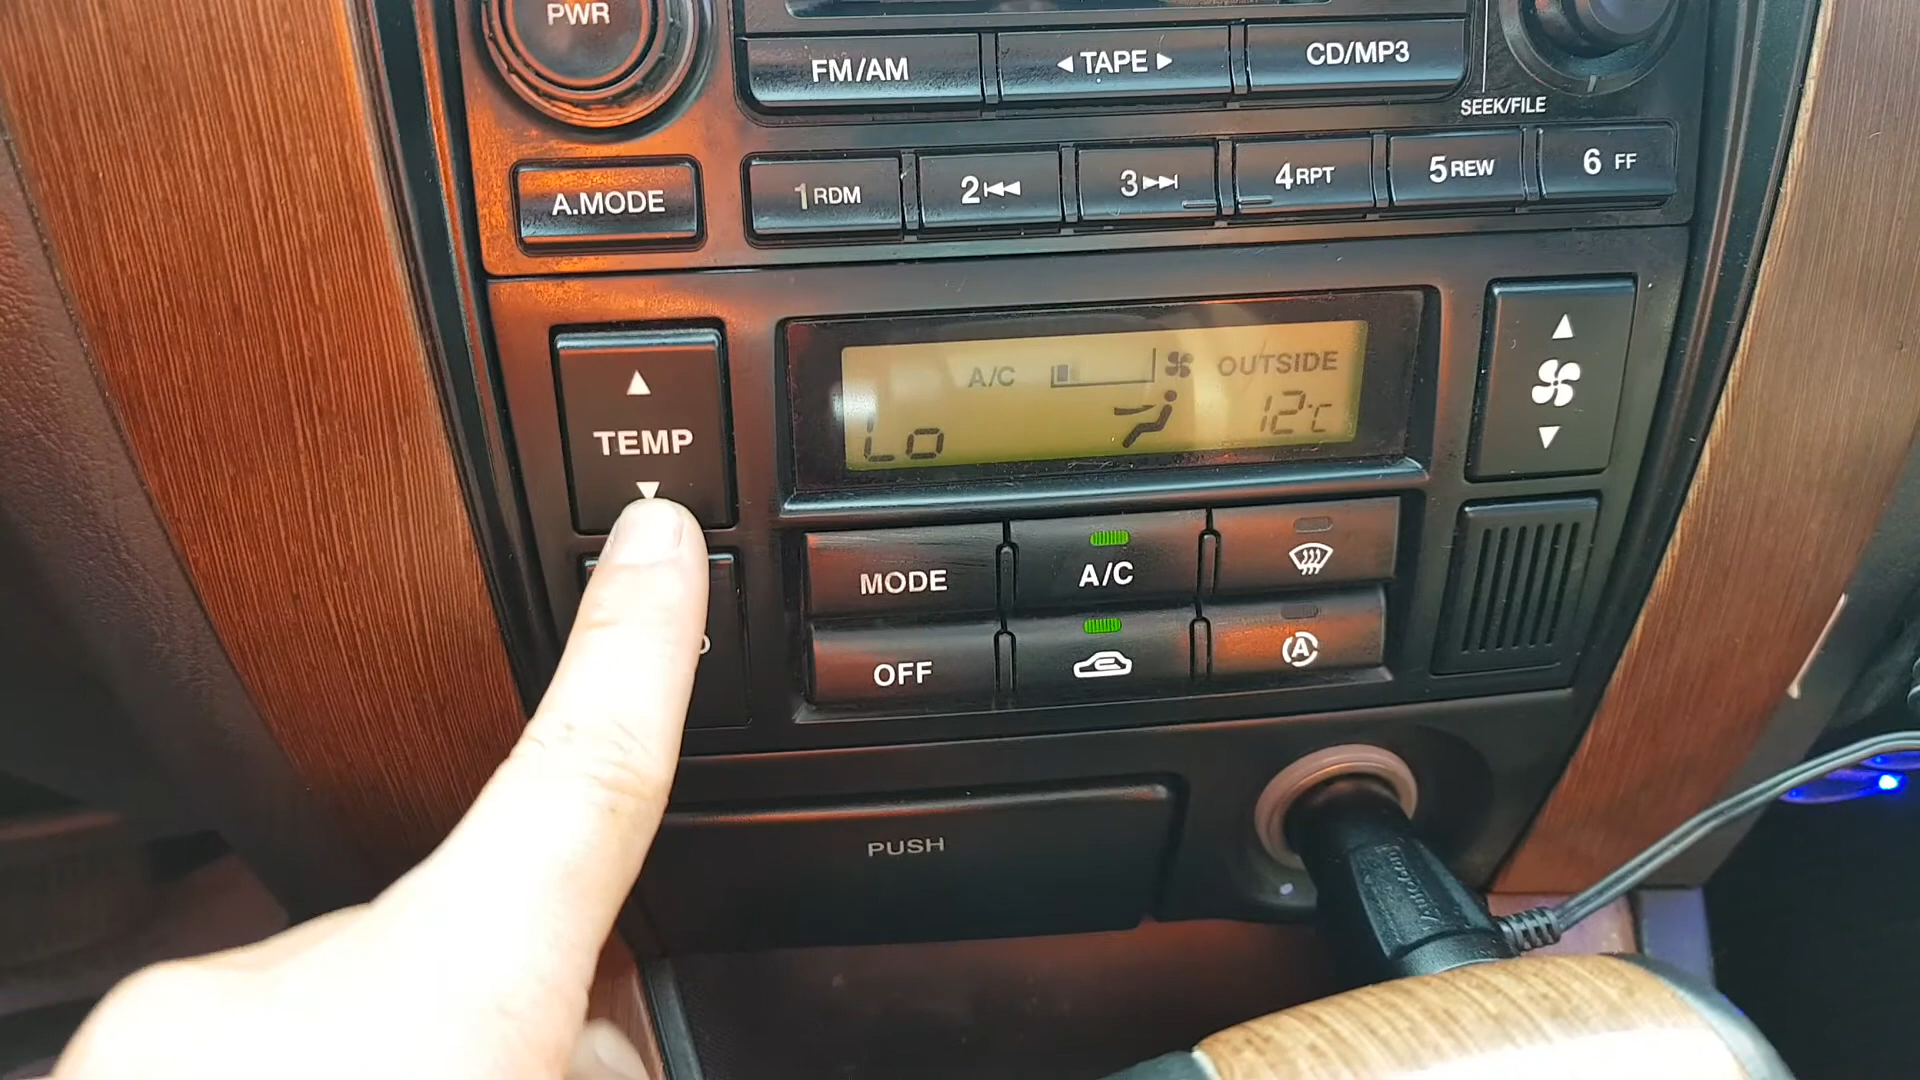 PWR
FM/AM
TAPE
CD/MP3
SEEK/FILE
A.MODE
1 RDM
2
3
4 RPT
5 REW
6 FF
TEMP
A/C
OUTSIDE
Lo
12°C
MODE
A/C
OFF
A
PUSH